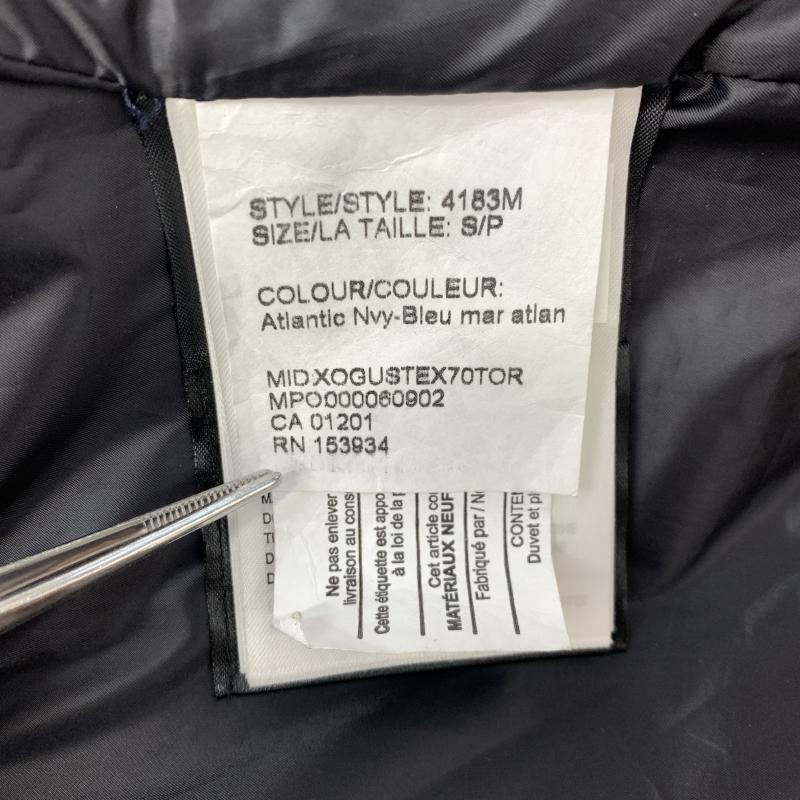 STYLE/STYLE: 4183M
SIZE/LA TAILLE: S/P
COLOUR/COULEUR:
Atlantic Nvy-Bleu mar atlan
MID:XOGUSTEX70TOR
MPO000060902
CA 01201
RN 153934
Ne pas enlever
livraison au cons
Cette étiquette est appo
à la loi de la p
Cet article co
MATÉRIAUX NEUF
Fabriqué par / No
CONTEN
Duvet et pl